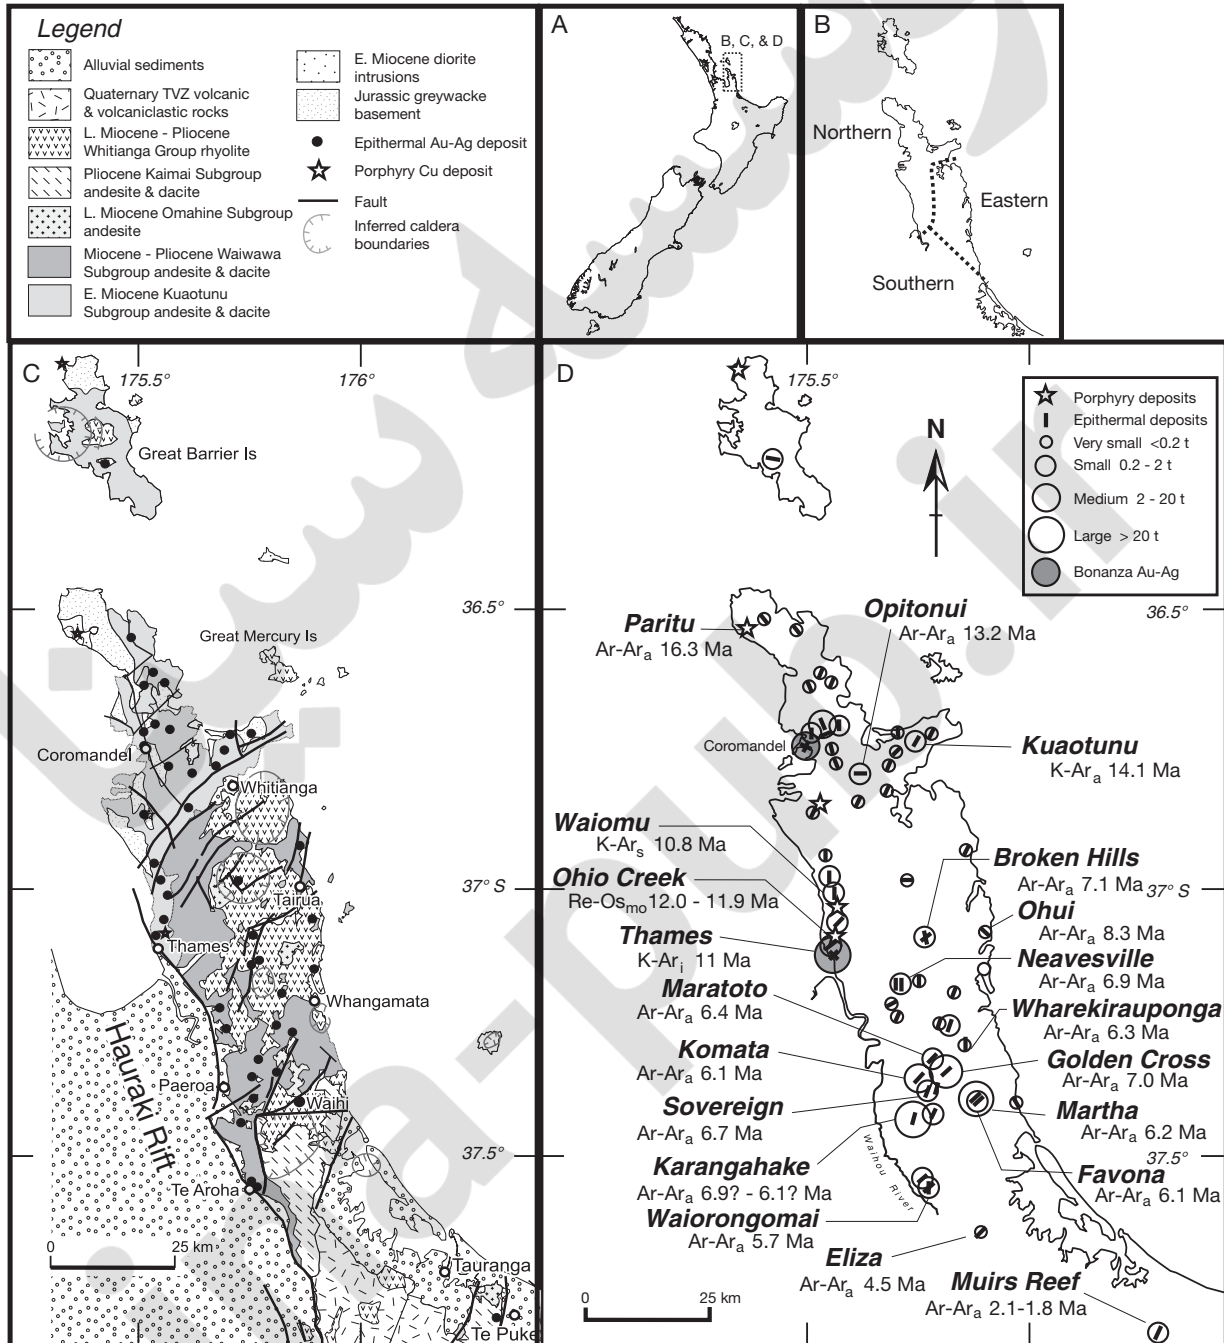 Legend
Alluvial sediments
Quaternary TVZ volcanic
& volcaniclastic rocks
L. Miocene - Pliocene
Whitianga Group rhyolite
Pliocene Kaimai Subgroup
andesite & dacite
L. Miocene Omahine Subgroup
andesite
Miocene - Pliocene Waiwawa
Subgroup andesite & dacite
E. Miocene Kuaotunu
Subgroup andesite & dacite
E. Miocene diorite
intrusions
Jurassic greywacke
basement
Epithermal Au-Ag deposit
Porphyry Cu deposit
Fault
Inferred caldera
boundaries
A
B, C, & D
B
Northern
Eastern
Southern
C
175.5°
176°
Great Barrier Is
36.5°
Great Mercury Is
Coromandel
Whitianga
37° S
Tairua
Thames
Whangamata
Hauraki Rift
Paeroa
Waihi
37.5°
Te Aroha
0
25 km
Tauranga
Te Puke
D
175.5°
Porphyry deposits
Epithermal deposits
Very small <0.2 t
Small 0.2 - 2 t
Medium 2 - 20 t
Large > 20 t
Bonanza Au-Ag
N
36.5°
Paritu
Ar-Ara 16.3 Ma
Opitonui
Ar-Ara 13.2 Ma
Coromandel
Kuaotunu
K-Ara 14.1 Ma
Waiomu
K-Ars 10.8 Ma
Broken Hills
Ar-Ara 7.1 Ma
37° S
Ohio Creek
Re-Osmo 12.0 - 11.9 Ma
Ohui
Ar-Ara 8.3 Ma
Thames
K-Ari 11 Ma
Neavesville
Ar-Ara 6.9 Ma
Maratoto
Ar-Ara 6.4 Ma
Wharekirauponga
Ar-Ara 6.3 Ma
Komata
Ar-Ara 6.1 Ma
Golden Cross
Ar-Ara 7.0 Ma
Sovereign
Ar-Ara 6.7 Ma
Martha
Ar-Ara 6.2 Ma
Karangahake
Ar-Ara 6.9? - 6.1? Ma
Waihou River
37.5°
Favona
Ar-Ara 6.1 Ma
Waiorongomai
Ar-Ara 5.7 Ma
Eliza
Ar-Ara 4.5 Ma
Muirs Reef
Ar-Ara 2.1-1.8 Ma
0
25 km